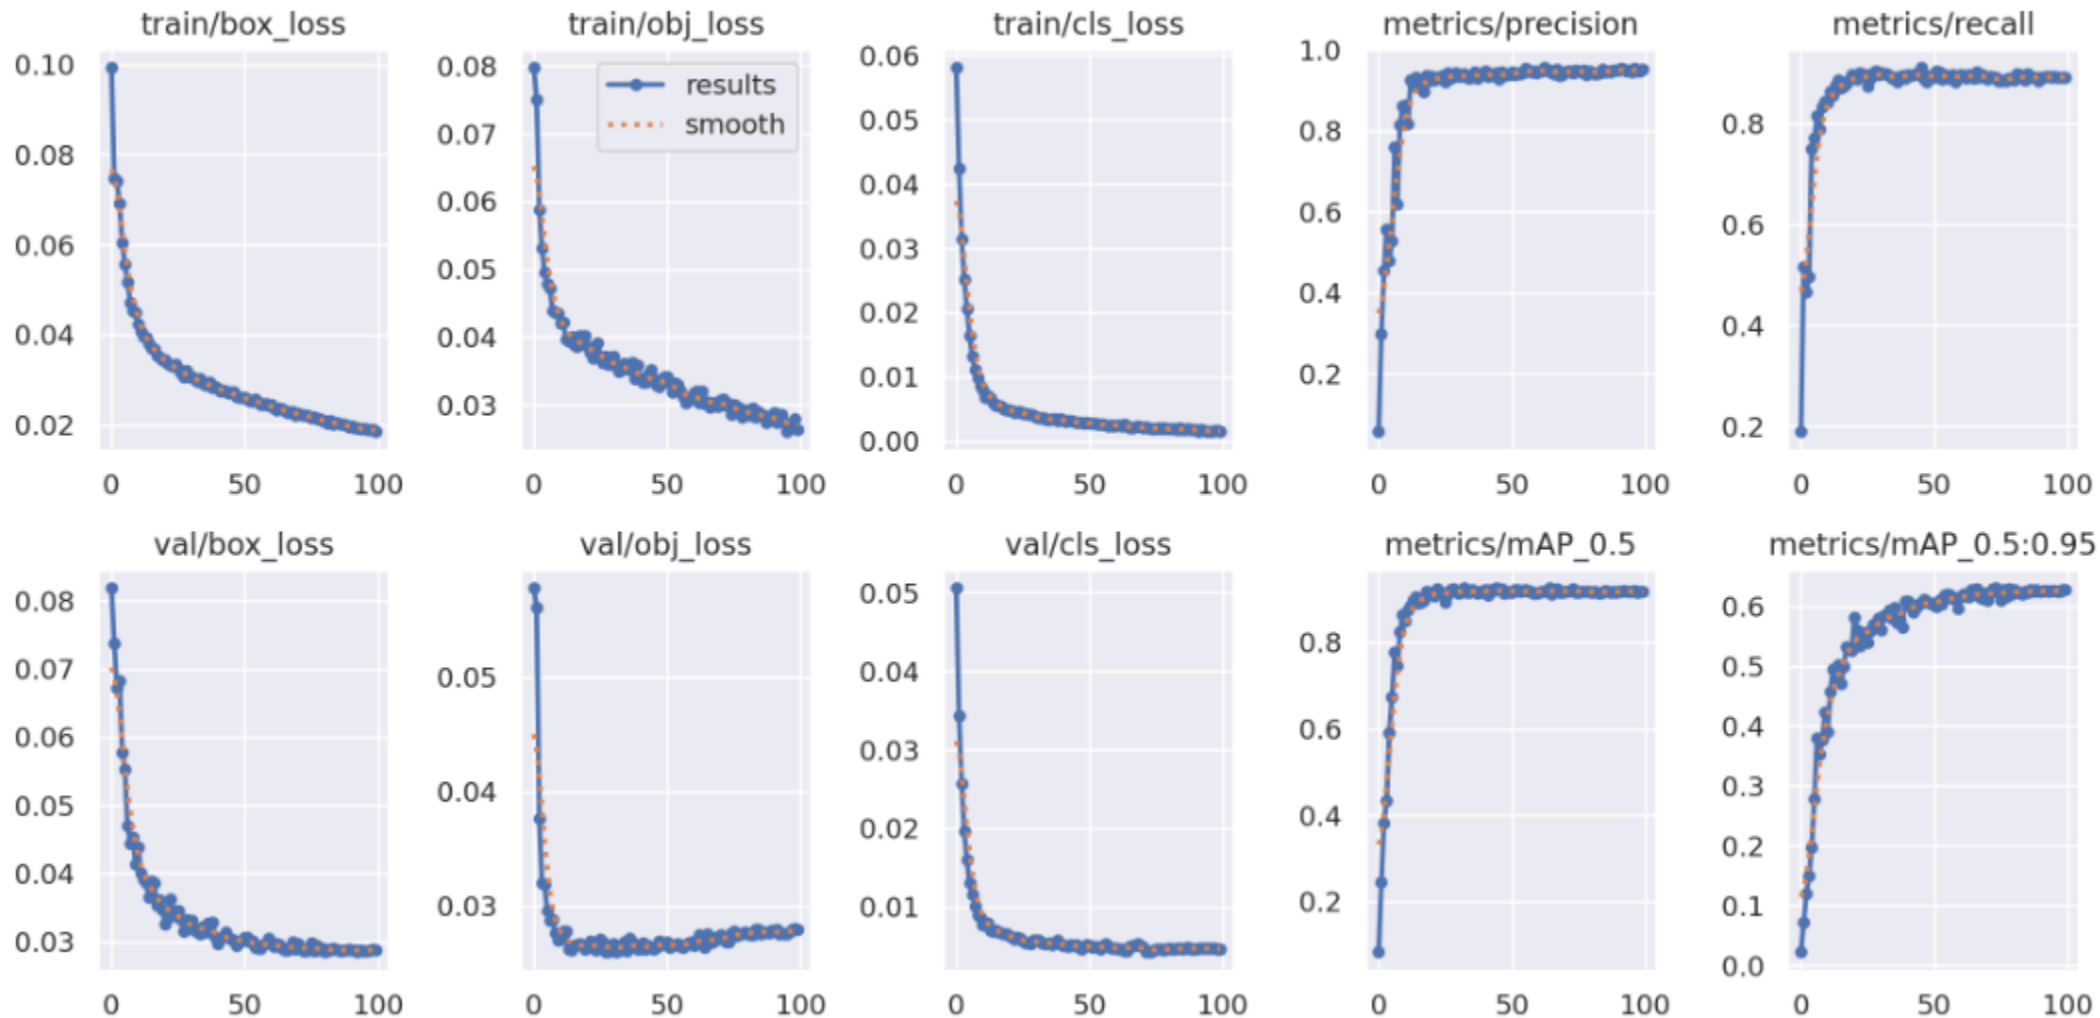 train/box_loss
0.10
0.08
0.06
0.04
0.02
0 50 100
train/obj_loss
results
smooth
0.08
0.07
0.06
0.05
0.04
0.03
0 50 100
train/cls_loss
0.06
0.05
0.04
0.03
0.02
0.01
0.00
0 50 100
metrics/precision
1.0
0.8
0.6
0.4
0.2
0 50 100
metrics/recall
0.8
0.6
0.4
0.2
0 50 100
val/box_loss
0.08
0.07
0.06
0.05
0.04
0.03
0 50 100
val/obj_loss
0.05
0.04
0.03
0 50 100
val/cls_loss
0.05
0.04
0.03
0.02
0.01
0 50 100
metrics/mAP_0.5
0.8
0.6
0.4
0.2
0 50 100
metrics/mAP_0.5:0.95
0.6
0.5
0.4
0.3
0.2
0.1
0.0
0 50 100